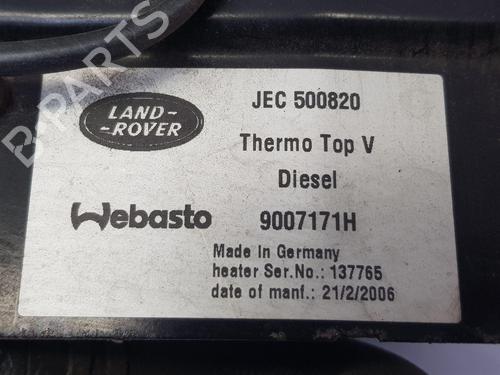 B-PARTS
LAND-
-ROVER
JEC 500820
Thermo Top V
Diesel
Webasto 9007171H
Made In Germany
heater Ser.No.: 137765
date of manf.: 21/2/2006